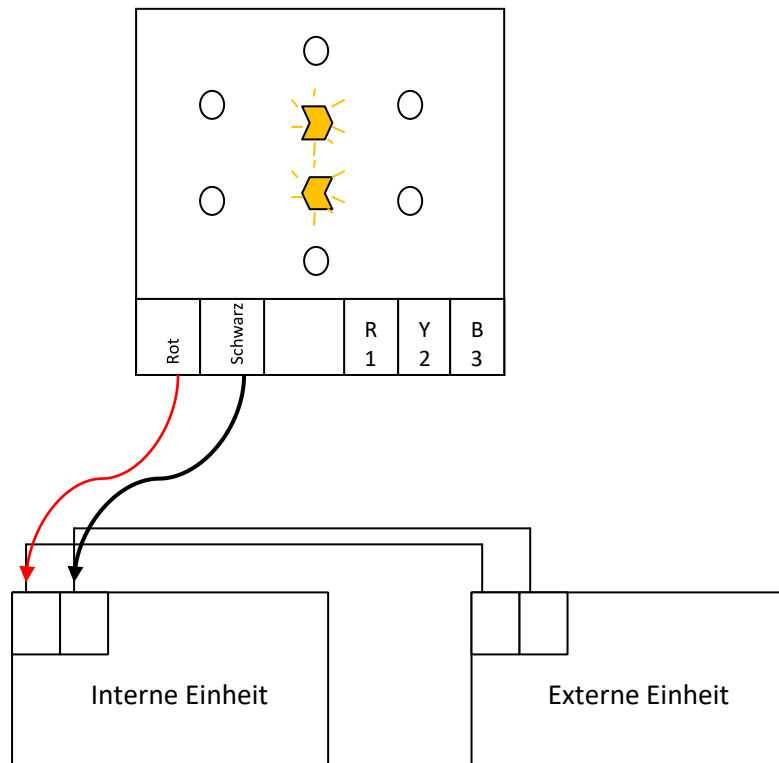 Rot
Schwarz
R Y B
1 2 3
Interne Einheit
Externe Einheit